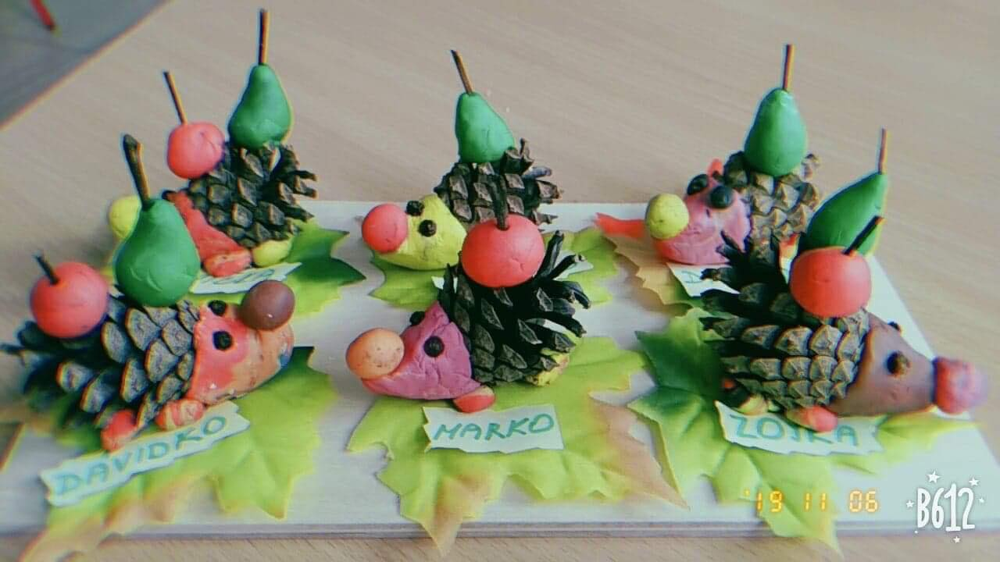 DAVIDKO
MARKO
ZOJKA
'19 11 06
B612